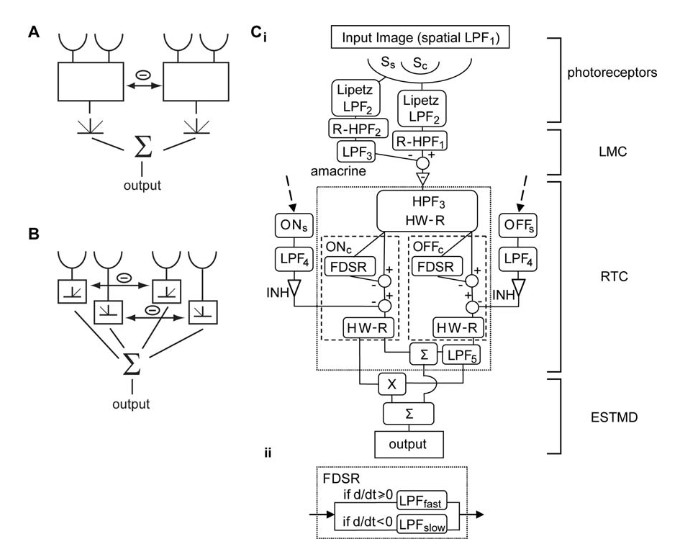 A
⊖
Σ
output
B
⊖
⊖
Σ
output
C i
Input Image (spatial LPF1)
Ss Sc
Lipetz
LPF2
Lipetz
LPF2
R-HPF2
R-HPF1
LPF3
- +
amacrine
-
photoreceptors
LMC
HPF3
HW-R
ONs
OFFs
ONc
OFFc
LPF4
FDSR
FDSR
LPF4
+
-
+
-
INH
+
-
+
-
INH
HW-R
HW-R
RTC
Σ
LPF5
X
Σ
output
ESTMD
ii
FDSR
if d/dt≥0
LPFfast
if d/dt<0
LPFslow